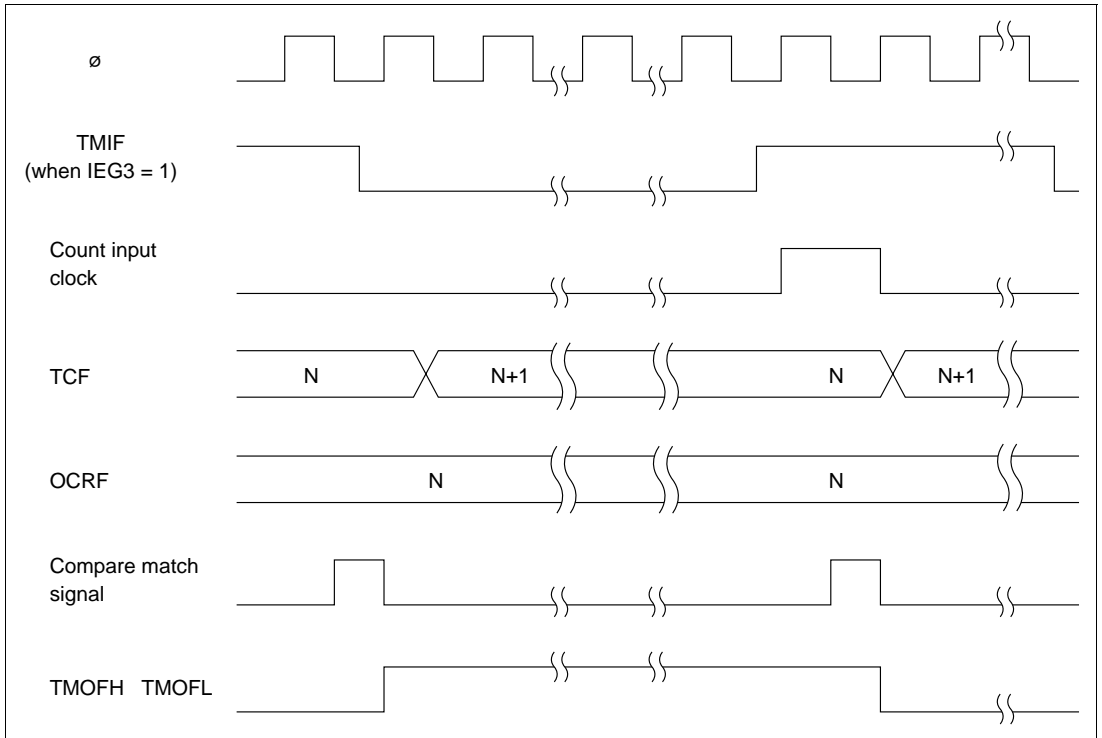 ø
TMIF
(when IEG3 = 1)
Count input
clock
TCF N N+1 N N+1
OCRF N N
Compare match
signal
TMOFH TMOFL